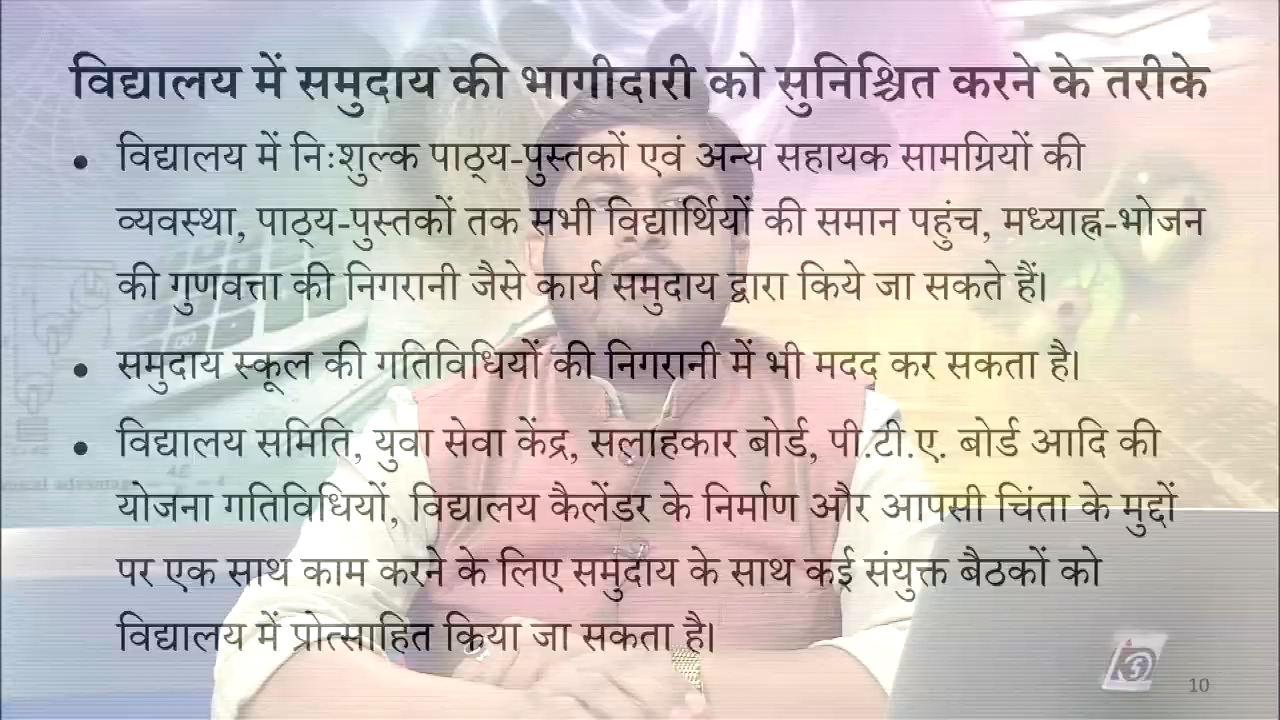 विद्यालय में समुदाय की भागीदारी को सुनिश्चित करने के तरीके
• विद्यालय में निःशुल्क पाठ्य-पुस्तकों एवं अन्य सहायक सामग्रियों की
व्यवस्था, पाठ्य-पुस्तकों तक सभी विद्यार्थियों की समान पहुंच, मध्याह्न-भोजन
की गुणवत्ता की निगरानी जैसे कार्य समुदाय द्वारा किये जा सकते हैं।
• समुदाय स्कूल की गतिविधियों की निगरानी में भी मदद कर सकता है।
• विद्यालय समिति, युवा सेवा केंद्र, सलाहकार बोर्ड, पी.टी.ए. बोर्ड आदि की
योजना गतिविधियों, विद्यालय कैलेंडर के निर्माण और आपसी चिंता के मुद्दों
पर एक साथ काम करने के लिए समुदाय के साथ कई संयुक्त बैठकों को
विद्यालय में प्रोत्साहित किया जा सकता है।
10